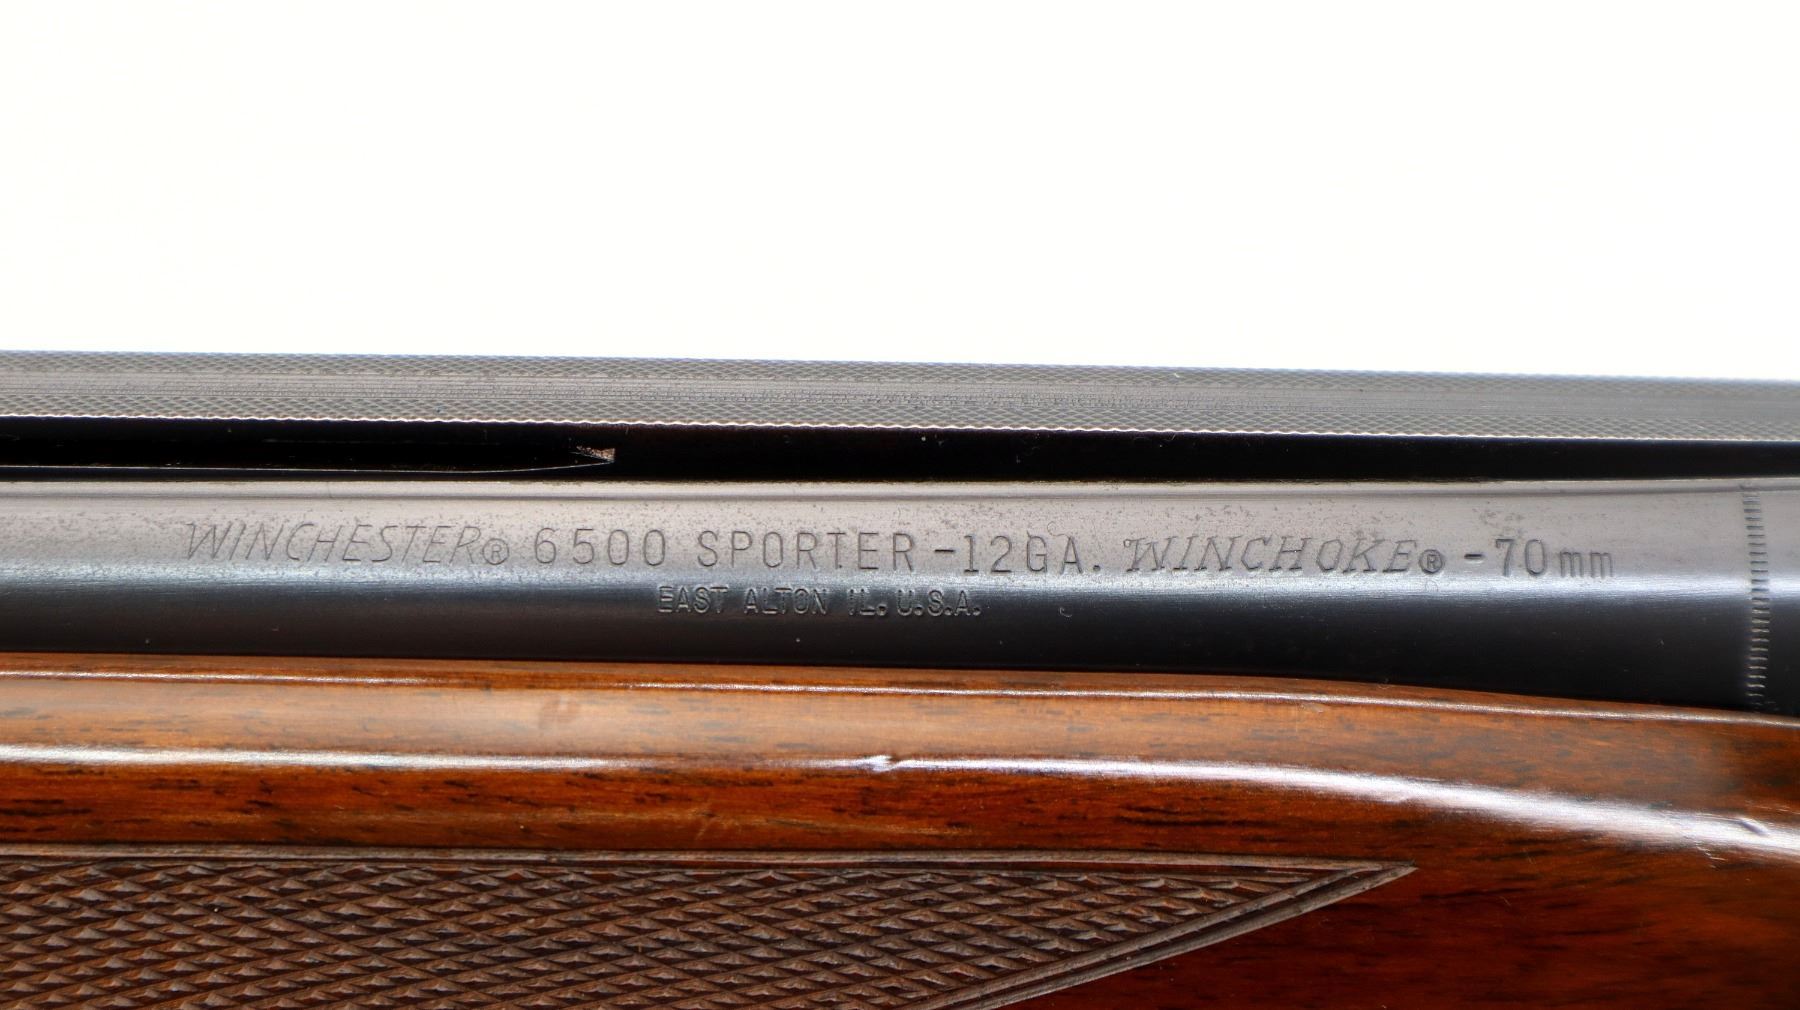 WINCHESTER® 6500 SPORTER -12GA. WINCHOKE® -70mm
EAST ALTON IL. U.S.A.